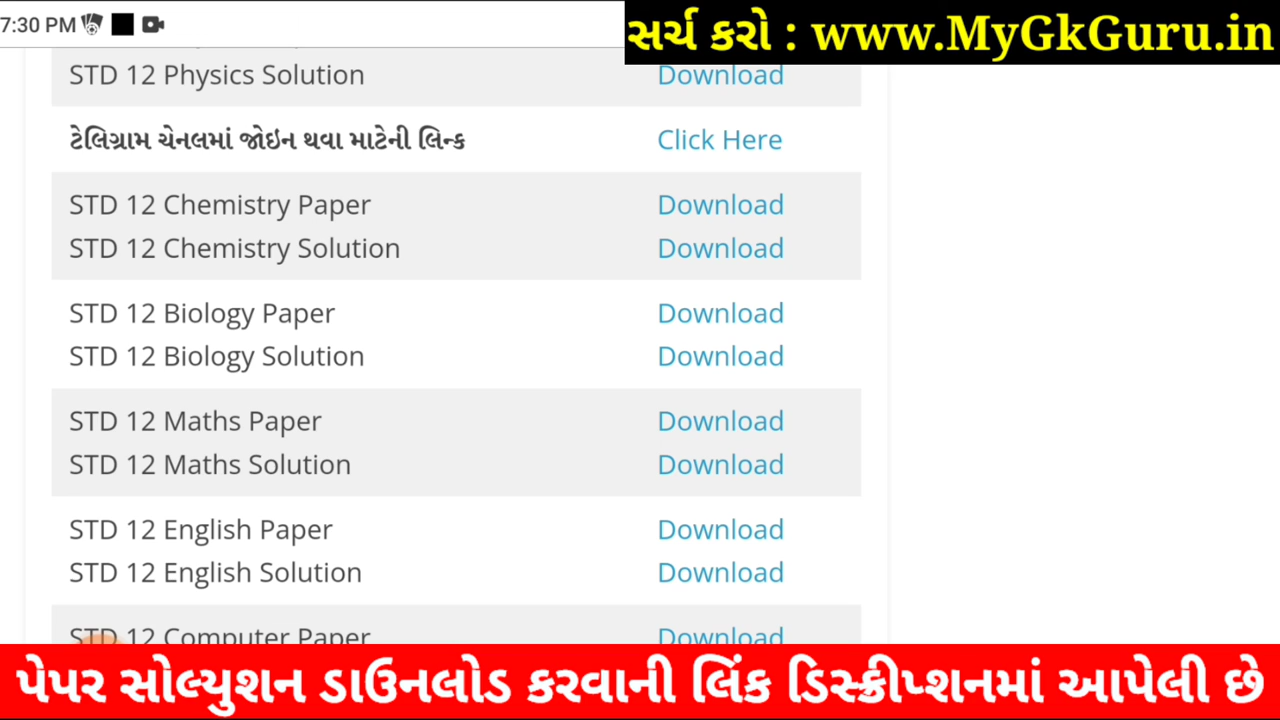 7:30 PM
સર્ચ કરો : www.MyGkGuru.in
STD 12 Physics Solution Download
ટેલિગ્રામ ચેનલમાં જોઇન થવા માટેની લિન્ક Click Here
STD 12 Chemistry Paper Download
STD 12 Chemistry Solution Download
STD 12 Biology Paper Download
STD 12 Biology Solution Download
STD 12 Maths Paper Download
STD 12 Maths Solution Download
STD 12 English Paper Download
STD 12 English Solution Download
STD 12 Computer Paper Download
પેપર સોલ્યુશન ડાઉનલોડ કરવાની લિંક ડિસ્ક્રીપ્શનમાં આપેલી છે